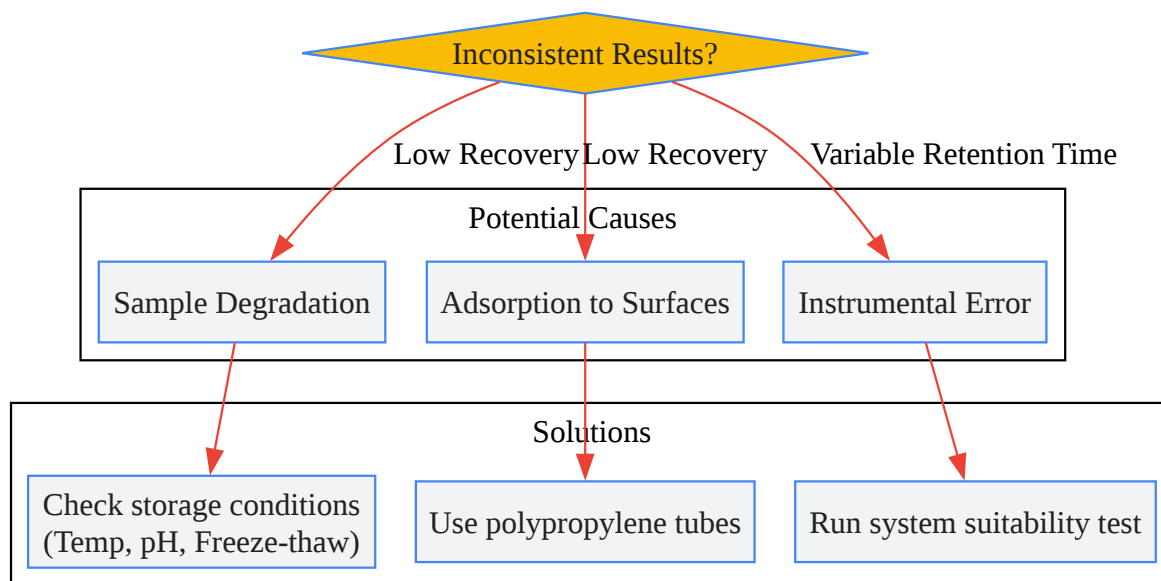 Inconsistent Results?
Low Recovery
Low Recovery
Variable Retention Time
Potential Causes
Sample Degradation
Adsorption to Surfaces
Instrumental Error
Solutions
Check storage conditions
(Temp, pH, Freeze-thaw)
Use polypropylene tubes
Run system suitability test